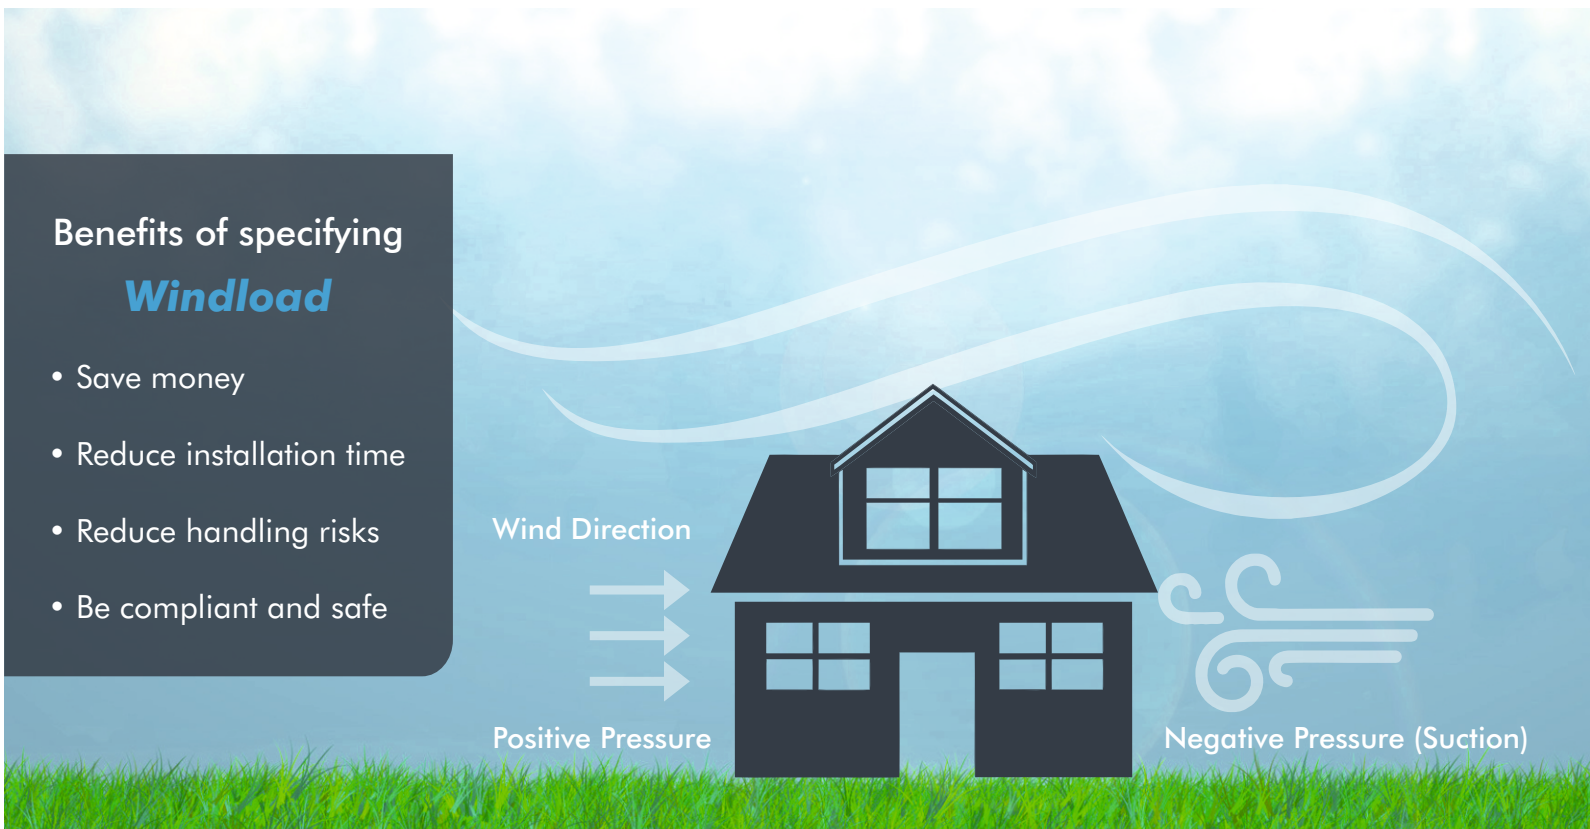 Benefits of specifying
Windload
• Save money
• Reduce installation time
• Reduce handling risks
• Be compliant and safe
Wind Direction
Positive Pressure
Negative Pressure (Suction)